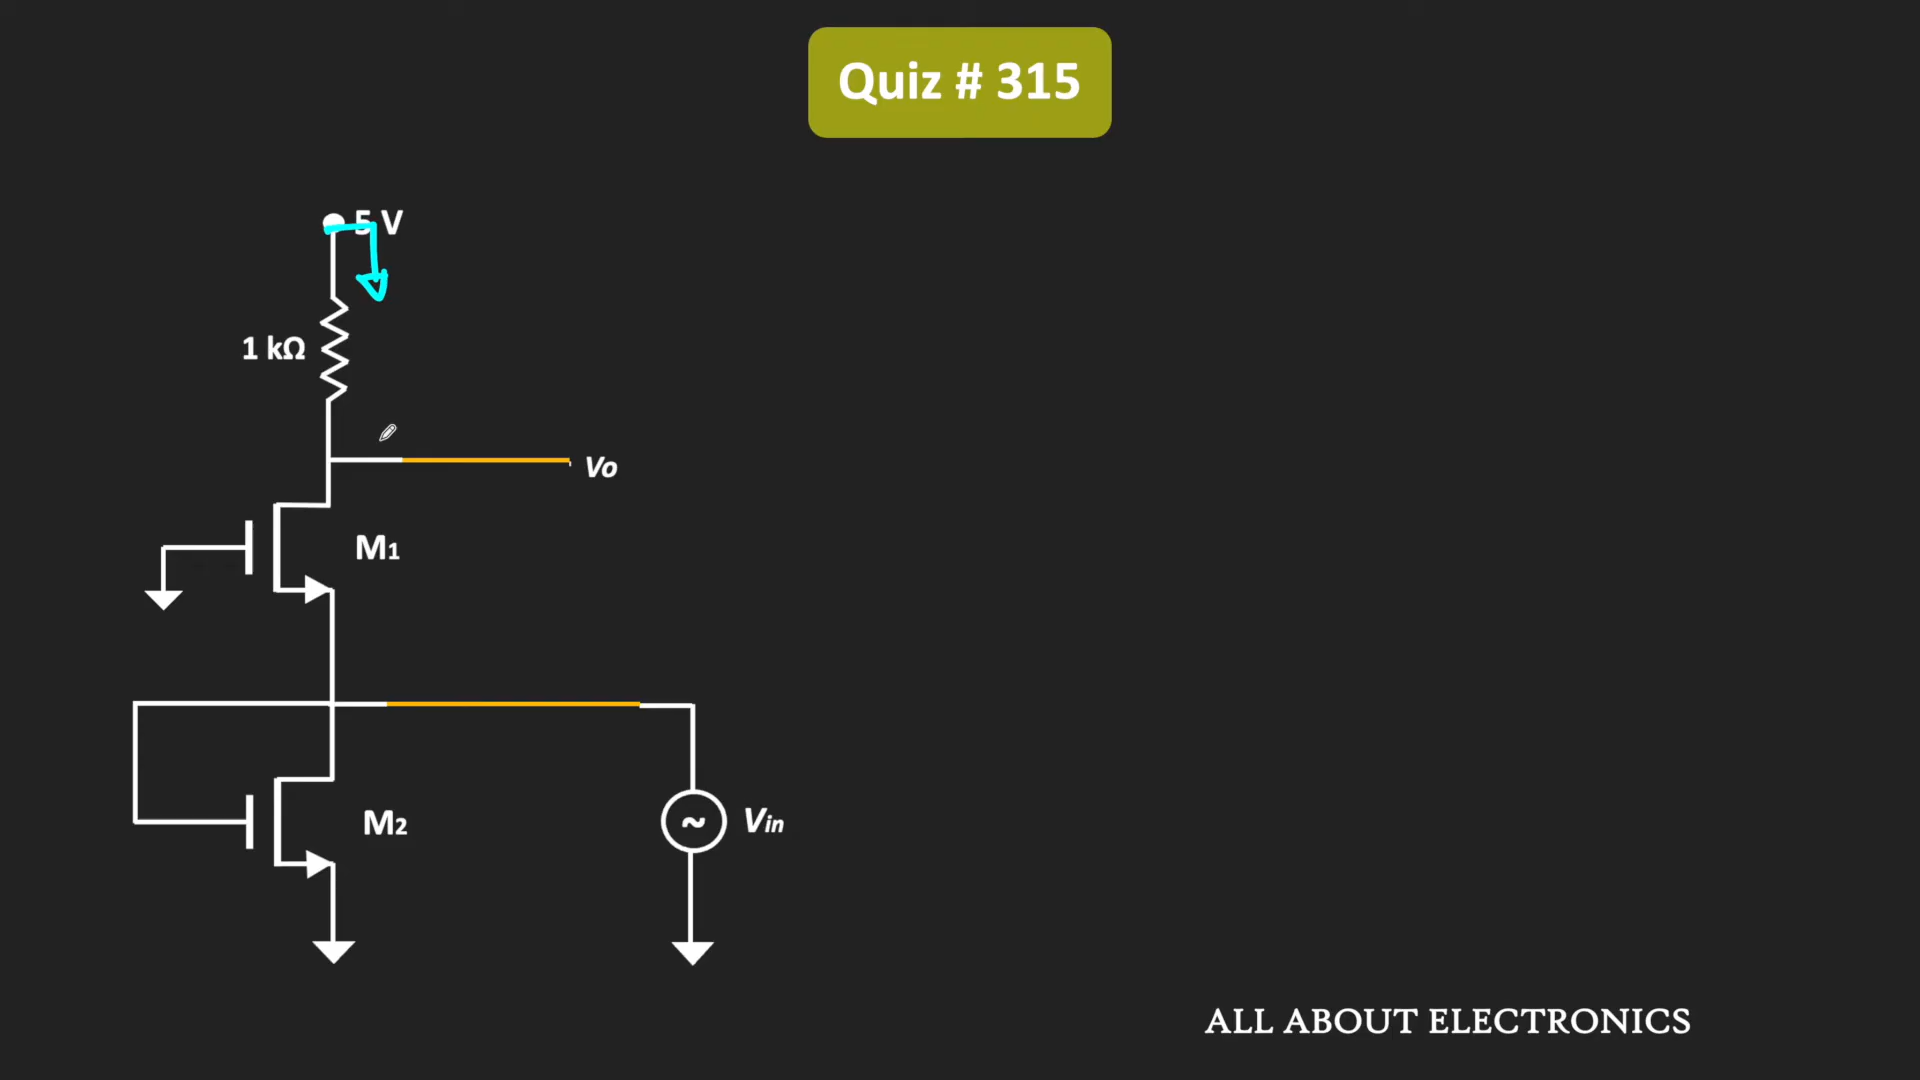 Quiz # 315
5 V
1 kΩ
Vo
M1
M2
~
Vin
ALL ABOUT ELECTRONICS